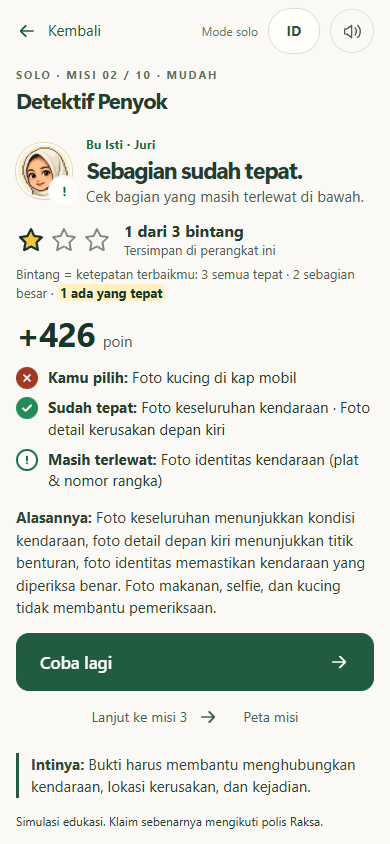 Kembali
Mode solo
ID
SOLO · MISI 02 / 10 · MUDAH
Detektif Penyok
Bu Isti · Juri
Sebagian sudah tepat.
Cek bagian yang masih terlewat di bawah.
1 dari 3 bintang
Tersimpan di perangkat ini
Bintang = ketepatan terbaikmu: 3 semua tepat · 2 sebagian
besar · 1 ada yang tepat
+426 poin
Kamu pilih: Foto kucing di kap mobil
Sudah tepat: Foto keseluruhan kendaraan · Foto
detail kerusakan depan kiri
Masih terlewat: Foto identitas kendaraan (plat
& nomor rangka)
Alasannya: Foto keseluruhan menunjukkan kondisi
kendaraan, foto detail depan kiri menunjukkan titik
benturan, foto identitas memastikan kendaraan yang
diperiksa benar. Foto makanan, selfie, dan kucing
tidak membantu pemeriksaan.
Coba lagi
Lanjut ke misi 3
Peta misi
Intinya: Bukti harus membantu menghubungkan
kendaraan, lokasi kerusakan, dan kejadian.
Simulasi edukasi. Klaim sebenarnya mengikuti polis Raksa.